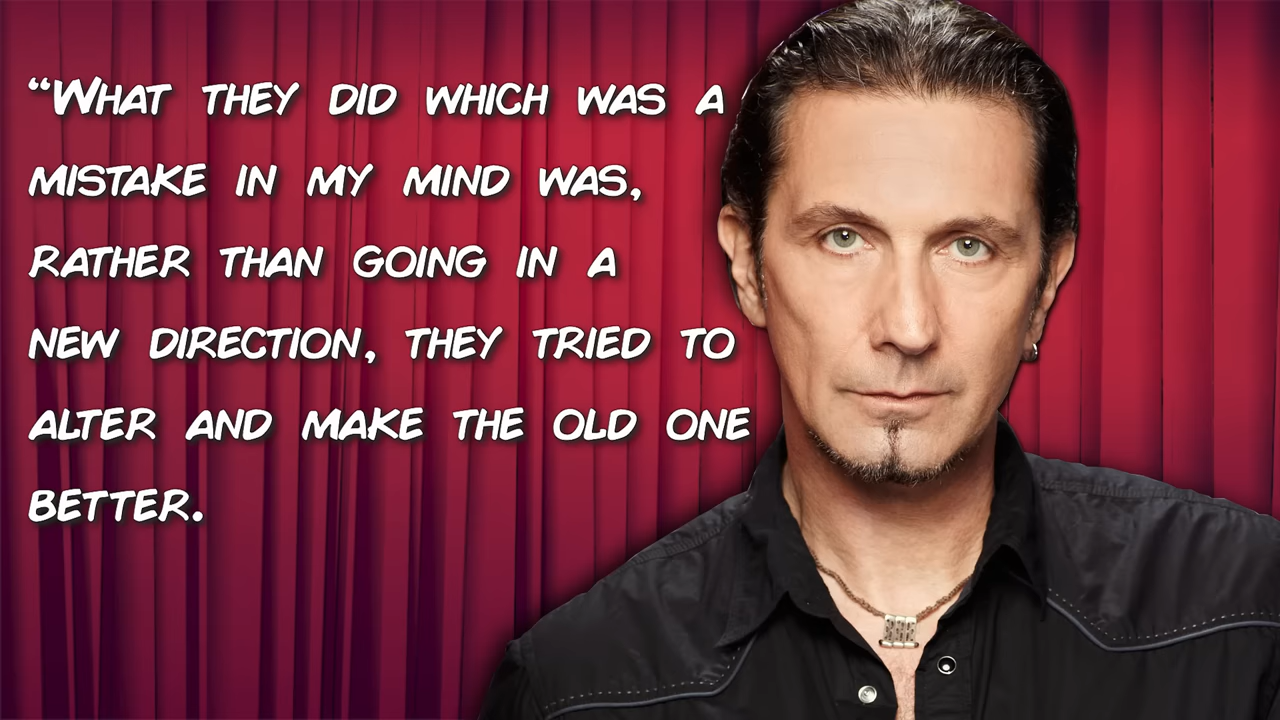 “What they did which was a
mistake in my mind was,
rather than going in a
new direction, they tried to
alter and make the old one
better.